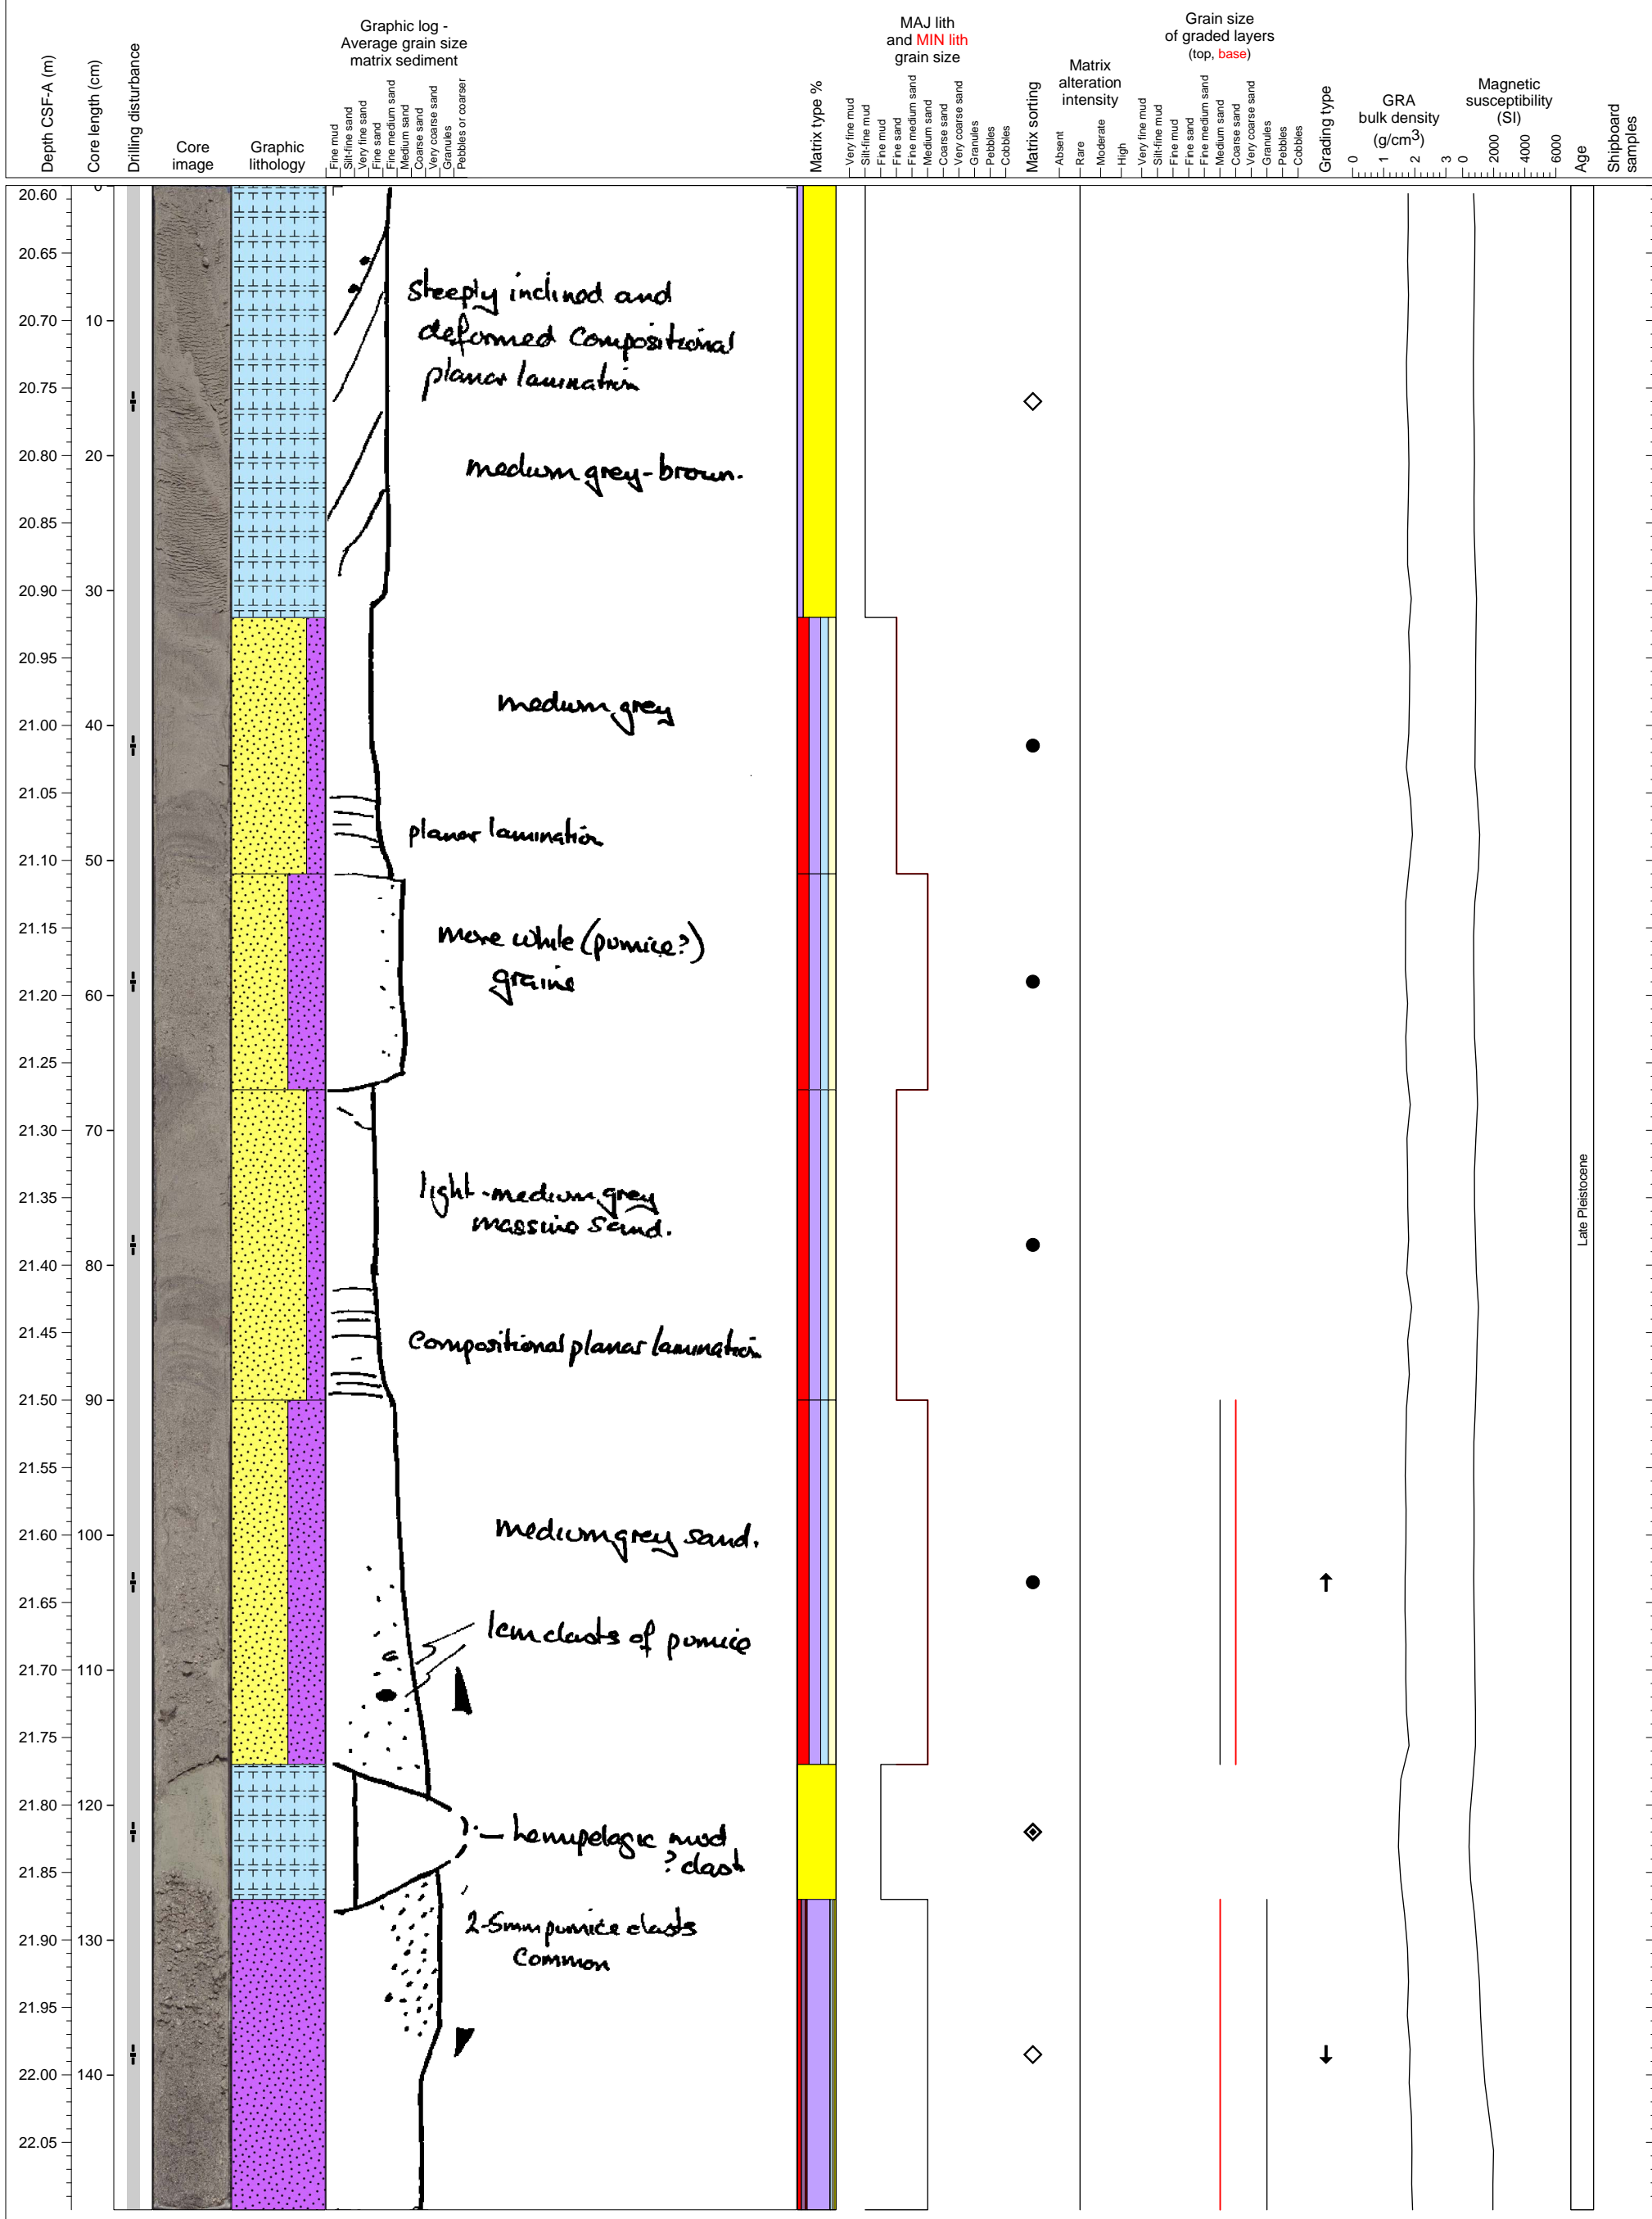 Graphic log -
Average grain size
matrix sediment
MAJ lith
and MIN lith
grain size
Grain size
of graded layers
(top, base)
Depth CSF-A (m)
Core length (cm)
Drilling disturbance
Core
image
Graphic
lithology
Fine mud
Silt-fine sand
Very fine sand
Fine sand
Fine medium sand
Medium sand
Coarse sand
Very coarse sand
Granules
Pebbles or coarser
Matrix type %
Very fine mud
Silt-fine mud
Fine mud
Fine sand
Fine medium sand
Medium sand
Coarse sand
Very coarse sand
Granules
Pebbles
Cobbles
Matrix sorting
Matrix
alteration
intensity
Absent
Rare
Moderate
High
Very fine mud
Silt-fine mud
Fine mud
Fine sand
Fine medium sand
Medium sand
Coarse sand
Very coarse sand
Granules
Pebbles
Cobbles
Grading type
GRA
bulk density
(g/cm3)
0 1 2 3
Magnetic
susceptibility
(SI)
0 2000 4000 6000
Age
Shipboard
samples
20.60 0
20.65
Steeply inclined and
20.70 10
deformed Compositional
planar lamination
20.75
20.80 20
medium grey-brown.
20.85
20.90 30
20.95
medium grey
21.00 40
21.05
planar lamination
21.10 50
21.15
more white (pumice?)
grains
21.20 60
21.25
21.30 70
21.35
light-medium grey
massive sand.
Late Pleistocene
21.40 80
21.45
Compositional planar lamination
21.50 90
21.55
21.60 100
medium grey sand.
21.65
1cm clasts of pumice
21.70 110
21.75
21.80 120
hemipelagic mud
? clast
21.85
21.90 130
2-5mm pumice clasts
Common
21.95
22.00 140
22.05